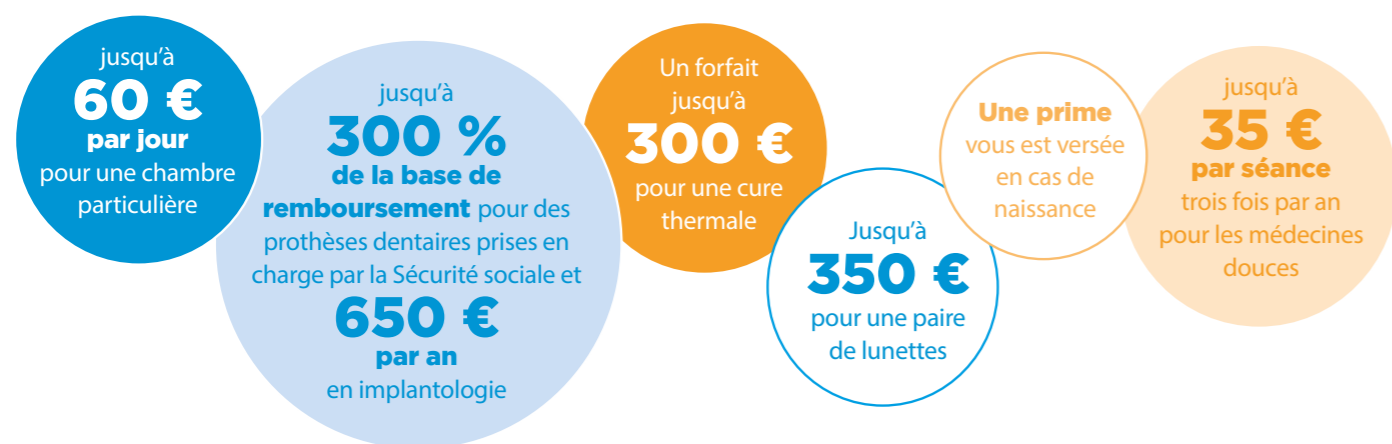 jusqu'à
60 €
par jour
pour une chambre
particulière
jusqu'à
300 %
de la base de
remboursement pour des
prothèses dentaires prises en
charge par la Sécurité sociale et
650 €
par an
en implantologie
Un forfait
jusqu'à
300 €
pour une cure
thermale
Jusqu'à
350 €
pour une paire
de lunettes
Une prime
vous est versée
en cas de
naissance
jusqu'à
35 €
par séance
trois fois par an
pour les médecines
douces